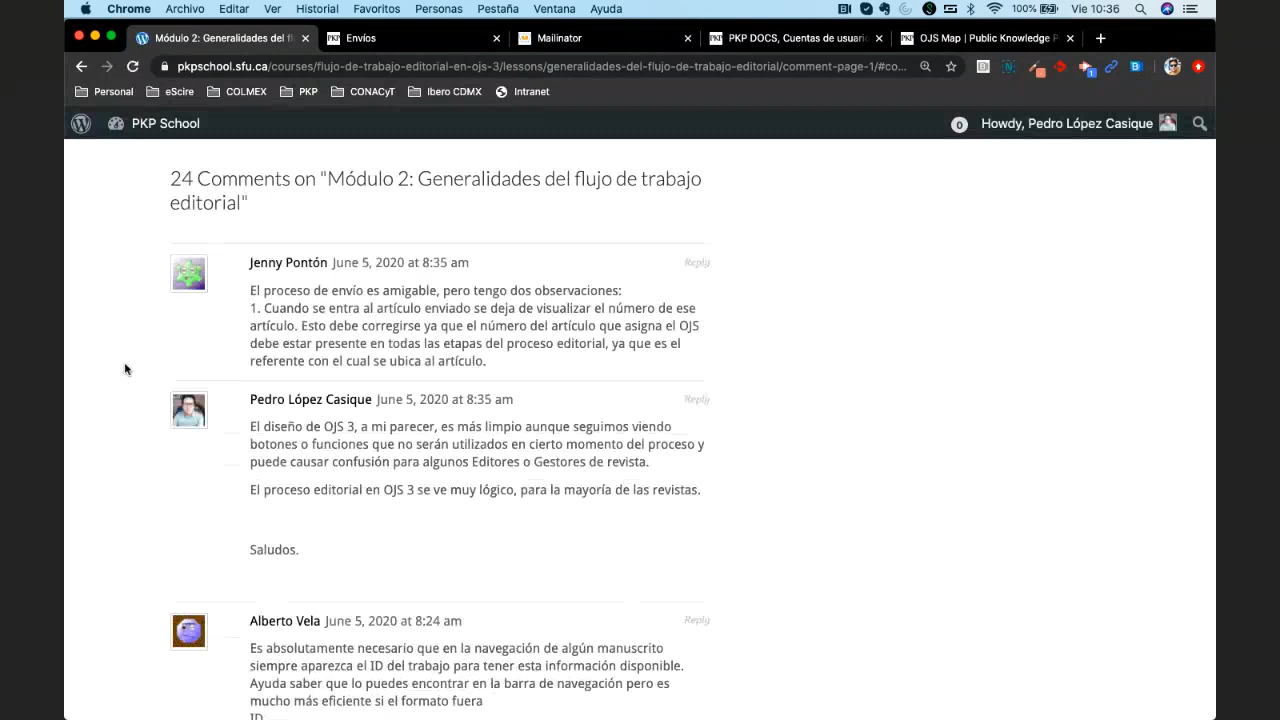 Chrome Archivo Editar Ver Historial Favoritos Personas Pestaña Ventana Ayuda 100% Vie 10:36
Módulo 2: Generalidades del fl Envíos Mailinator PKP DOCS, Cuentas de usuari OJS Map | Public Knowledge P
pkpschool.sfu.ca/courses/flujo-de-trabajo-editorial-en-ojs-3/lessons/generalidades-del-flujo-de-trabajo-editorial/comment-page-1/#co...
Personal eScire COLMEX PKP CONACyT Ibero CDMX Intranet
PKP School 0 Howdy, Pedro López Casique
24 Comments on "Módulo 2: Generalidades del flujo de trabajo
editorial"
Jenny Pontón June 5, 2020 at 8:35 am Reply
El proceso de envío es amigable, pero tengo dos observaciones:
1. Cuando se entra al artículo enviado se deja de visualizar el número de ese
artículo. Esto debe corregirse ya que el número del artículo que asigna el OJS
debe estar presente en todas las etapas del proceso editorial, ya que es el
referente con el cual se ubica al artículo.
Pedro López Casique June 5, 2020 at 8:35 am Reply
El diseño de OJS 3, a mi parecer, es más limpio aunque seguimos viendo
botones o funciones que no serán utilizados en cierto momento del proceso y
puede causar confusión para algunos Editores o Gestores de revista.
El proceso editorial en OJS 3 se ve muy lógico, para la mayoría de las revistas.
Saludos.
Alberto Vela June 5, 2020 at 8:24 am Reply
Es absolutamente necesario que en la navegación de algún manuscrito
siempre aparezca el ID del trabajo para tener esta información disponible.
Ayuda saber que lo puedes encontrar en la barra de navegación pero es
mucho más eficiente si el formato fuera
ID